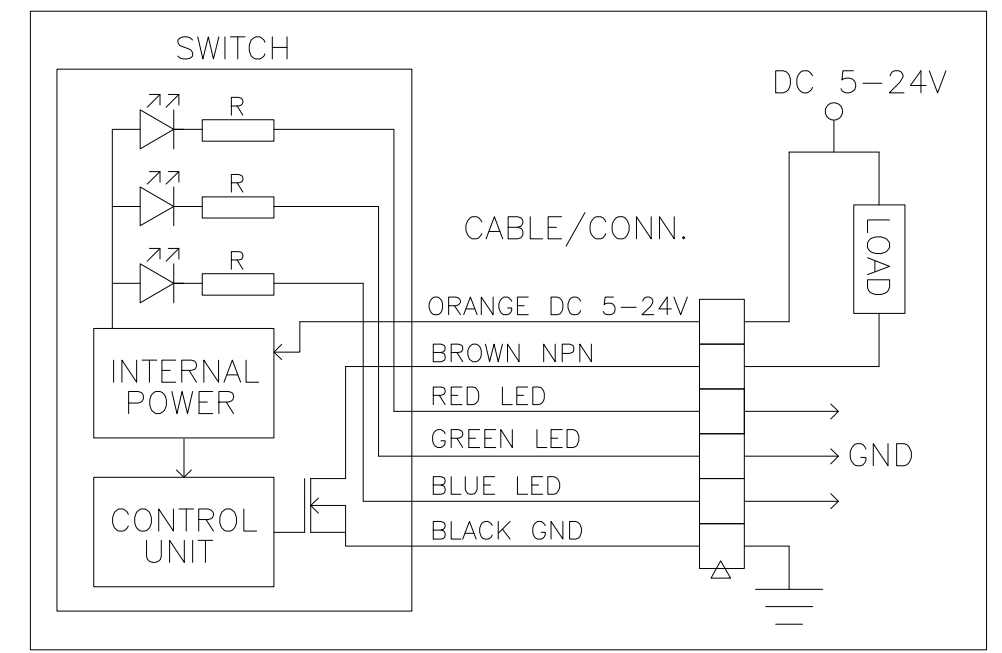 SWITCH
DC 5-24V
R
R
R
CABLE/CONN.
LOAD
ORANGE DC 5-24V
BROWN NPN
RED LED
GREEN LED
GND
BLUE LED
BLACK GND
INTERNAL
POWER
CONTROL
UNIT